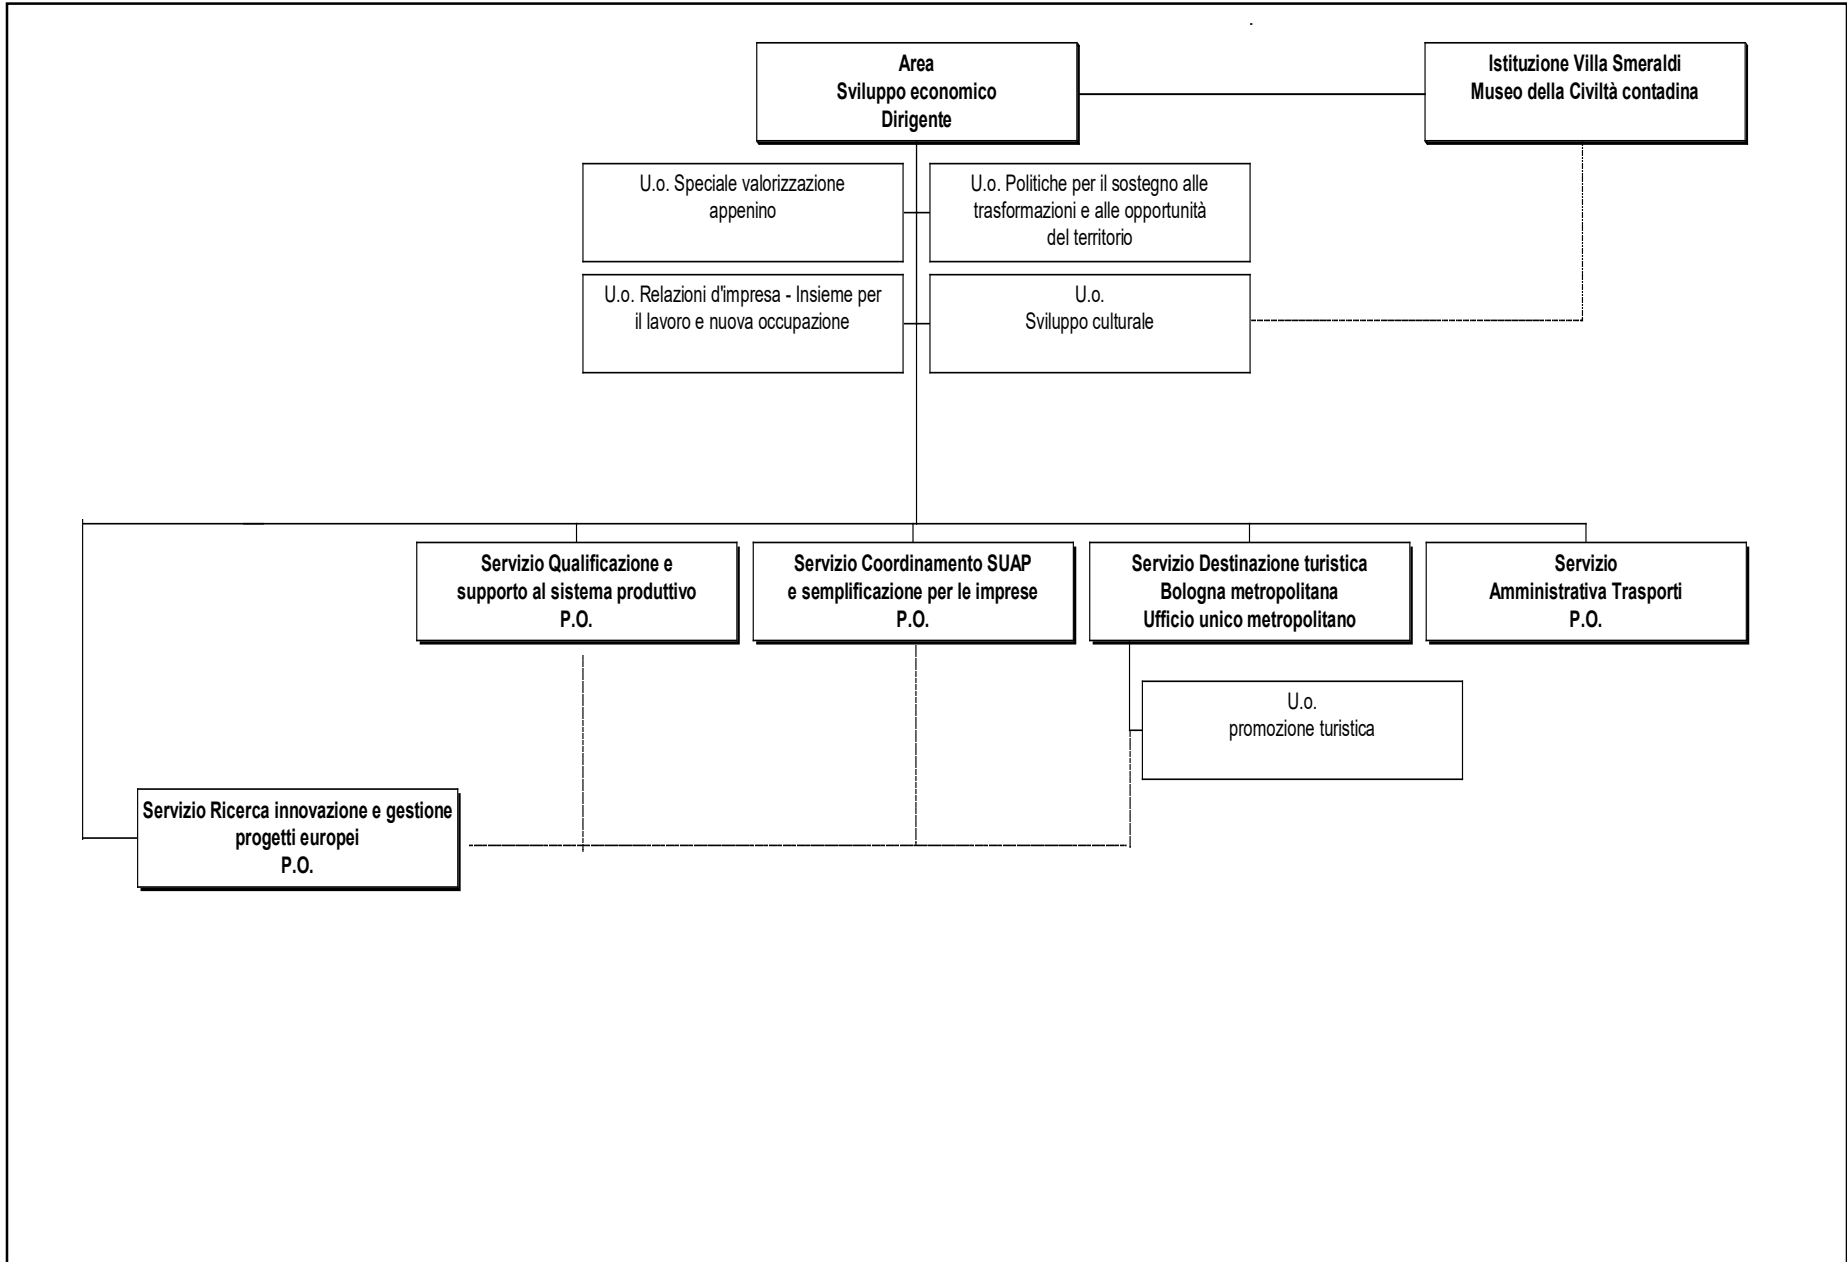 Area
Sviluppo economico
Dirigente
Istituzione Villa Smeraldi
Museo della Civiltà contadina
U.o. Speciale valorizzazione
appenino
U.o. Politiche per il sostegno alle
trasformazioni e alle opportunità
del territorio
U.o. Relazioni d'impresa - Insieme per
il lavoro e nuova occupazione
U.o.
Sviluppo culturale
Servizio Qualificazione e
supporto al sistema produttivo
P.O.
Servizio Coordinamento SUAP
e semplificazione per le imprese
P.O.
Servizio Destinazione turistica
Bologna metropolitana
Ufficio unico metropolitano
Servizio
Amministrativa Trasporti
P.O.
U.o.
promozione turistica
Servizio Ricerca innovazione e gestione
progetti europei
P.O.